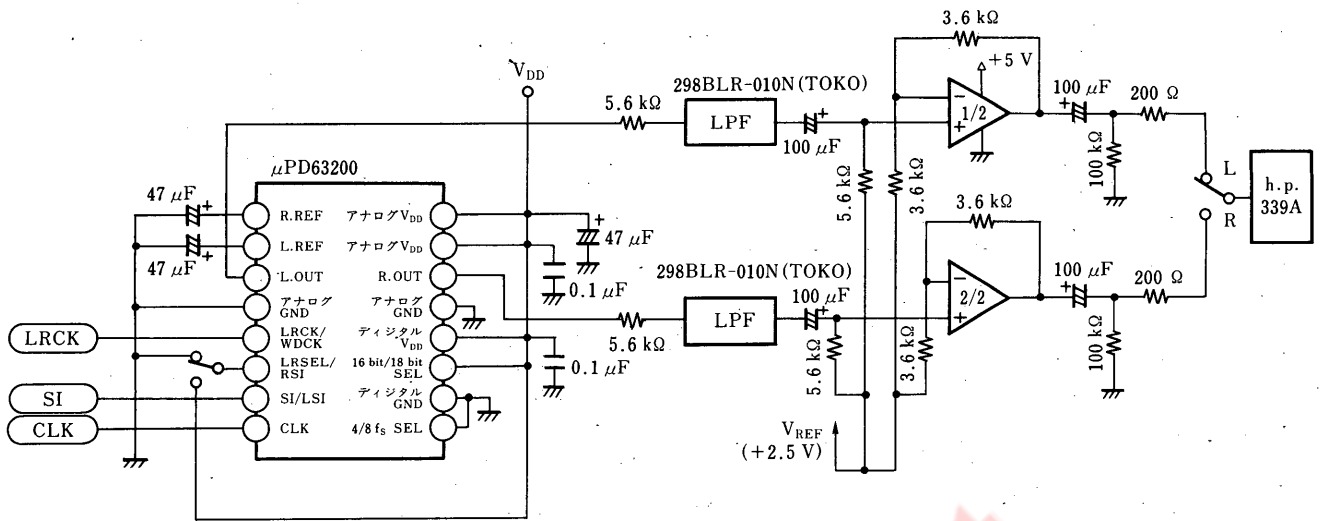 3.6 kΩ
V_DD
+5 V
298BLR-010N(TOKO)
5.6 kΩ
LPF
100 μF
+
−
+
1/2
100 μF
+
200 Ω
100 kΩ
5.6 kΩ
3.6 kΩ
L
R
h.p.
339A
μPD63200
47 μF
+
47 μF
+
R.REF
アナログV_DD
L.REF
アナログV_DD
L.OUT
R.OUT
アナログ
GND
アナログ
GND
LRCK/
WDCK
ディジタル
V_DD
LRSEL/
RSI
16 bit/18 bit
SEL
SI/LSI
ディジタル
GND
CLK
4/8 f_S SEL
LRCK
SI
CLK
+
47 μF
0.1 μF
0.1 μF
298BLR-010N(TOKO)
5.6 kΩ
LPF
100 μF
+
3.6 kΩ
−
+
2/2
100 μF
+
200 Ω
100 kΩ
5.6 kΩ
3.6 kΩ
V_REF
(+2.5 V)